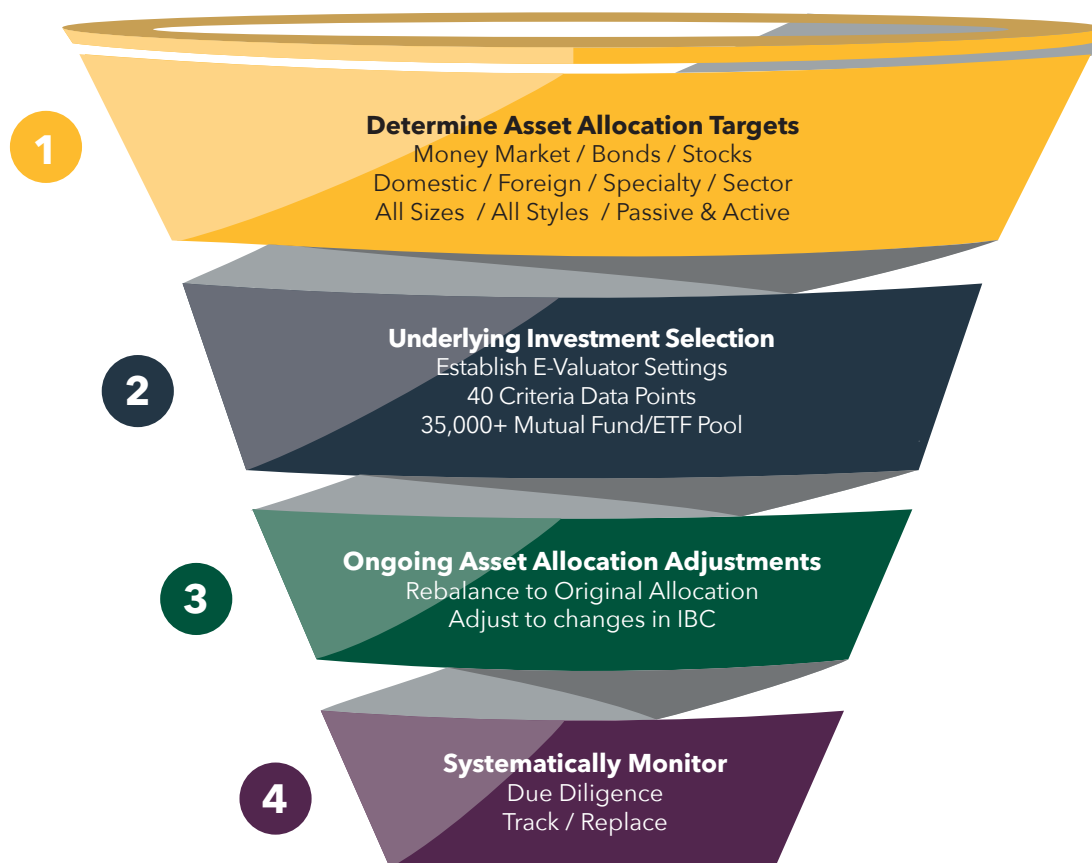 1
Determine Asset Allocation Targets
Money Market / Bonds / Stocks
Domestic / Foreign / Specialty / Sector
All Sizes / All Styles / Passive & Active
2
Underlying Investment Selection
Establish E-Valuator Settings
40 Criteria Data Points
35,000+ Mutual Fund/ETF Pool
3
Ongoing Asset Allocation Adjustments
Rebalance to Original Allocation
Adjust to changes in IBC
4
Systematically Monitor
Due Diligence
Track / Replace